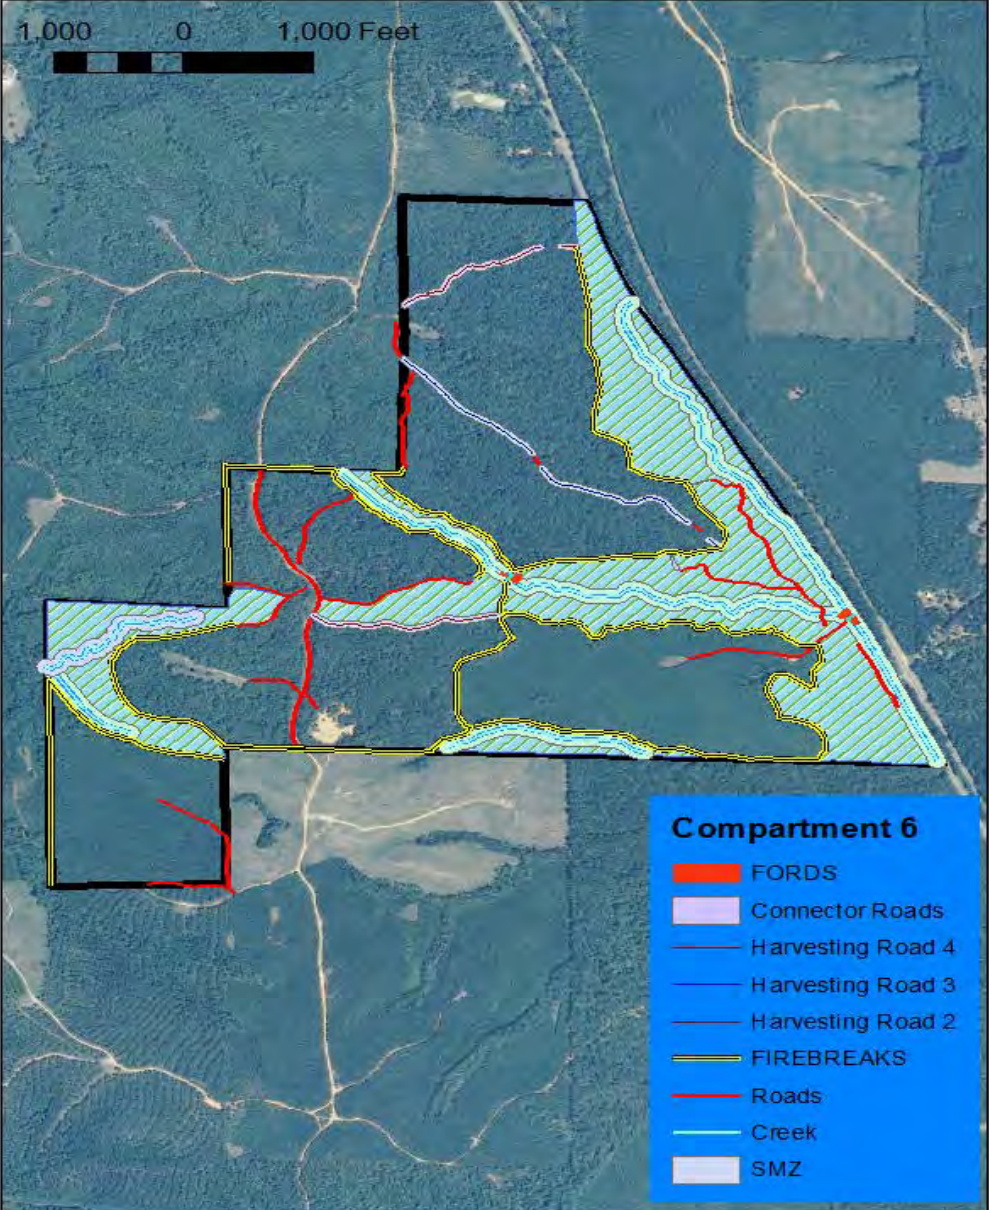 1,000 0 1,000 Feet
Compartment 6
FORDS
Connector Roads
Harvesting Road 4
Harvesting Road 3
Harvesting Road 2
FIREBREAKS
Roads
Creek
SMZ